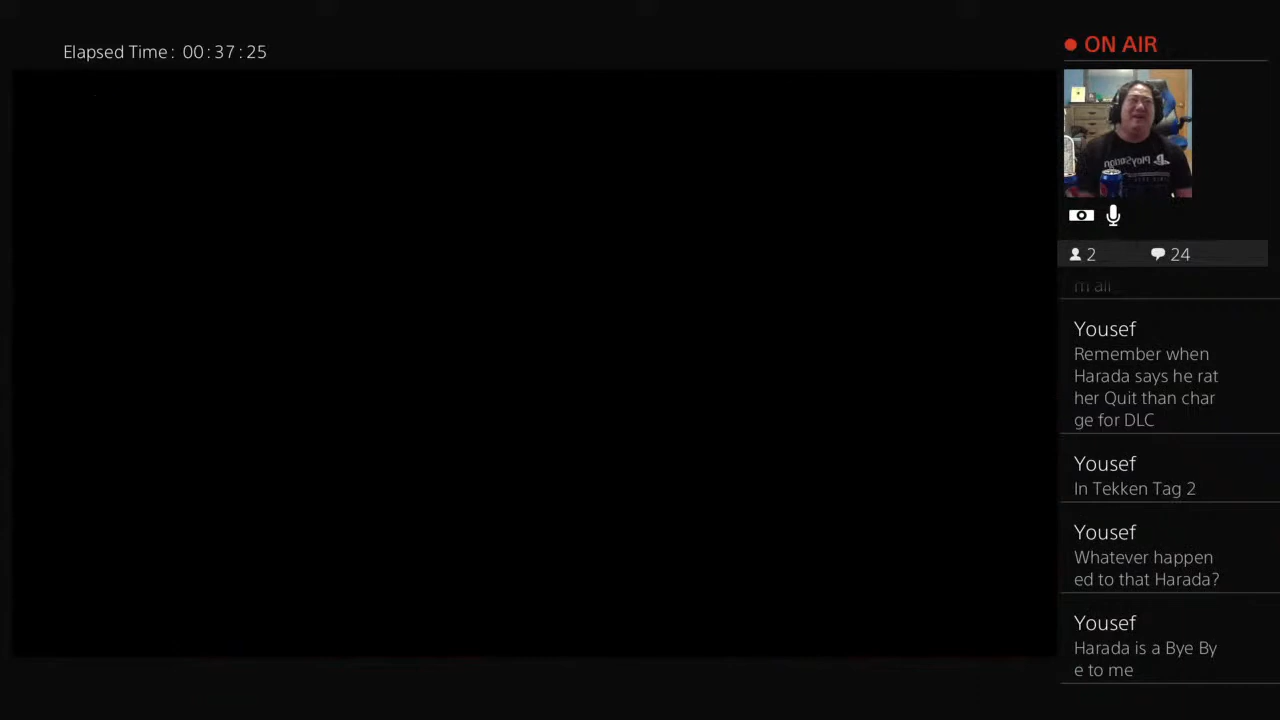 Elapsed Time: 00:37:25
ON AIR
PlayStation
2
24
m all
Yousef
Remember when
Harada says he rat
her Quit than char
ge for DLC
Yousef
In Tekken Tag 2
Yousef
Whatever happen
ed to that Harada?
Yousef
Harada is a Bye By
e to me